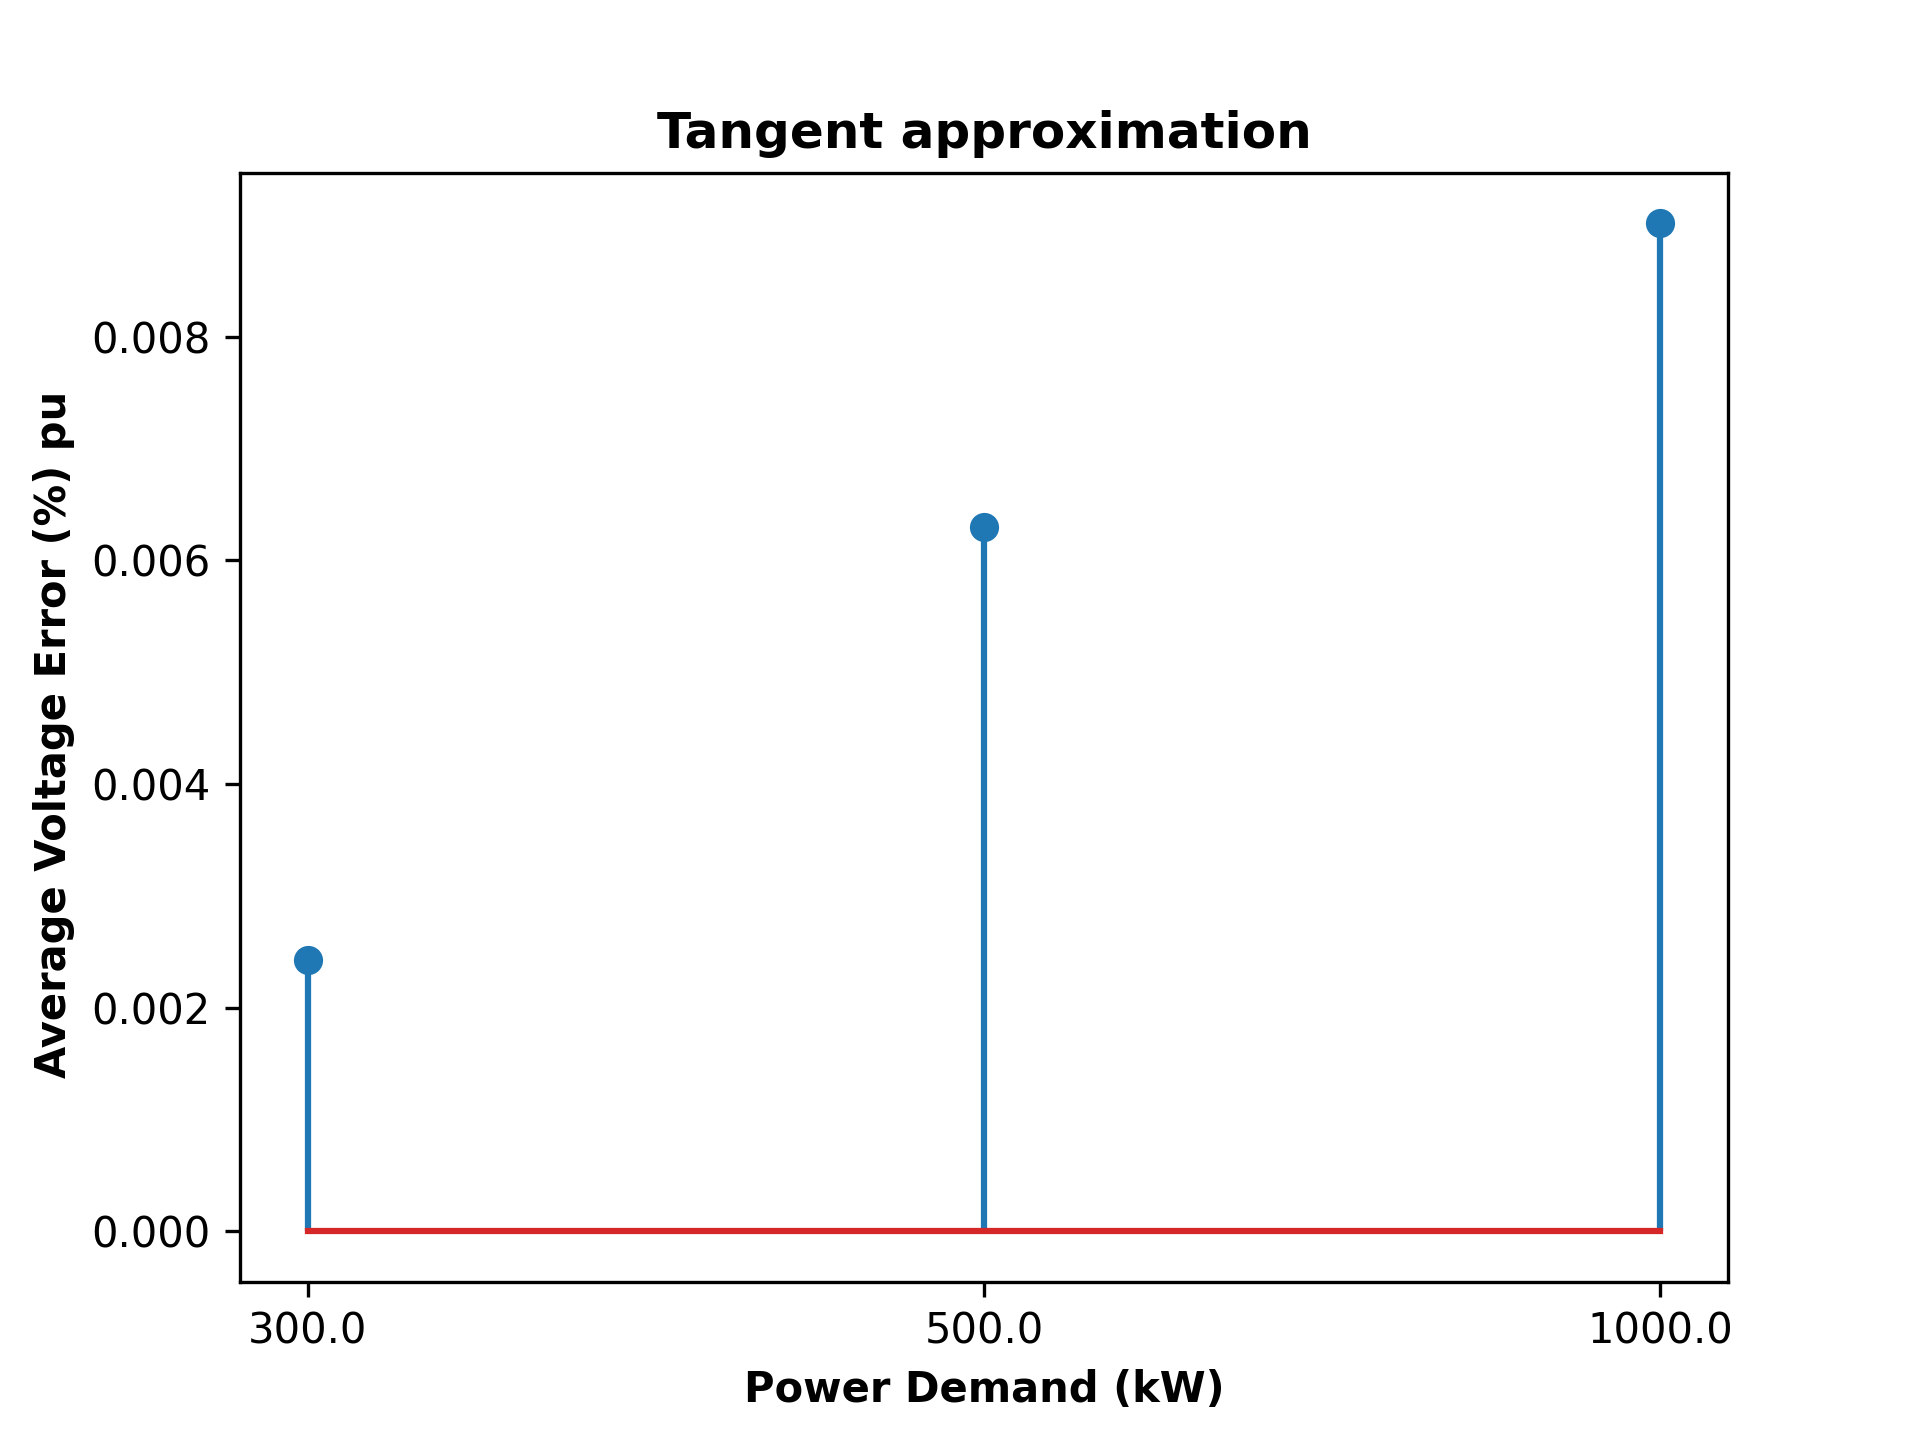 Tangent approximation
Average Voltage Error (%) pu
0.008
0.006
0.004
0.002
0.000
300.0 500.0 1000.0
Power Demand (kW)